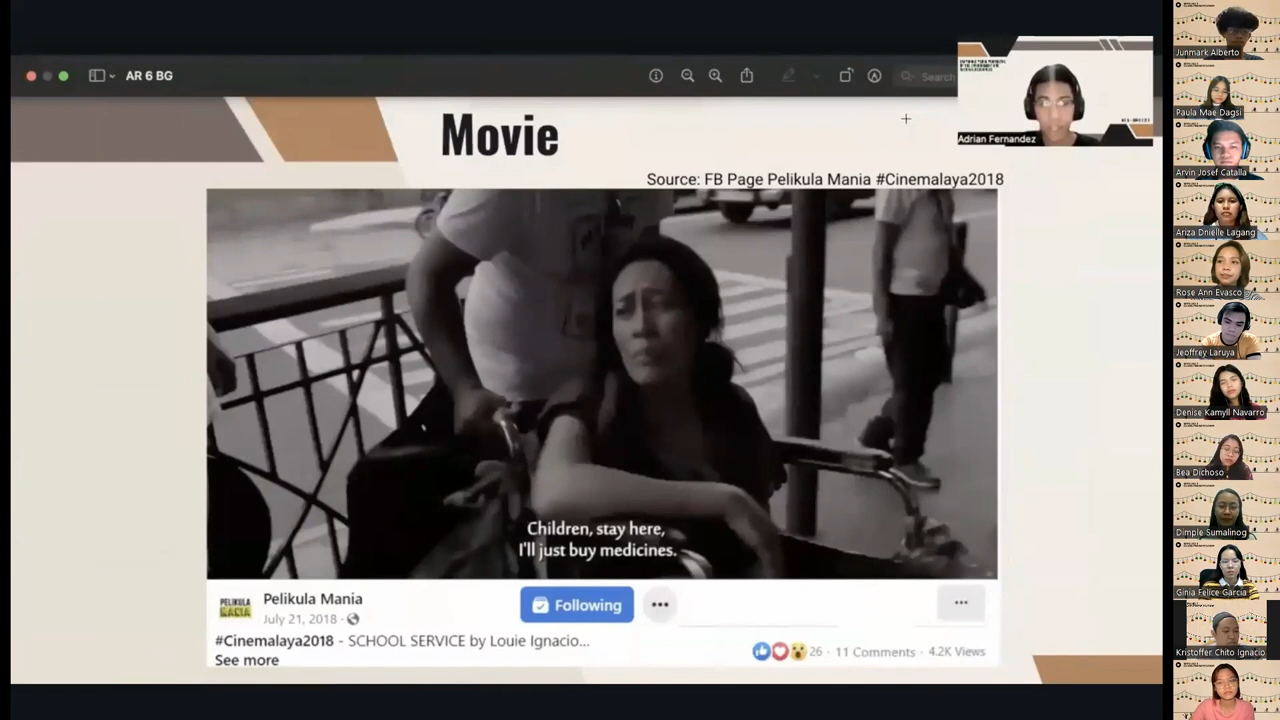 AR 6 BG
Search
Movie
Source: FB Page Pelikula Mania #Cinemalaya2018
Children, stay here,
I'll just buy medicines.
PELIKULA
MANIA
Pelikula Mania
July 21, 2018
Following
#Cinemalaya2018 - SCHOOL SERVICE by Louie Ignacio...
See more
26 · 11 Comments · 4.2K Views
Adrian Fernandez
Junmark Alberto
Paula Mae Dagsi
Arvin Josef Catalla
Ariza Dnielle Lagang
Rose Ann Evasco
Jeoffrey Laruya
Denise Kamyll Navarro
Bea Dichoso
Dimple Sumalinog
Ginia Felice Garcia
Kristoffer Chito Ignacio